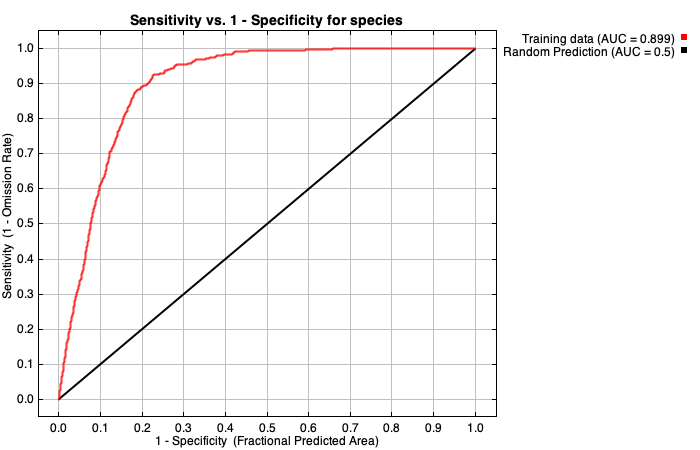 Sensitivity vs. 1 - Specificity for species
Training data (AUC = 0.899)
Random Prediction (AUC = 0.5)
Sensitivity (1 - Omission Rate)
1.0
0.9
0.8
0.7
0.6
0.5
0.4
0.3
0.2
0.1
0.0
0.0 0.1 0.2 0.3 0.4 0.5 0.6 0.7 0.8 0.9 1.0
1 - Specificity (Fractional Predicted Area)